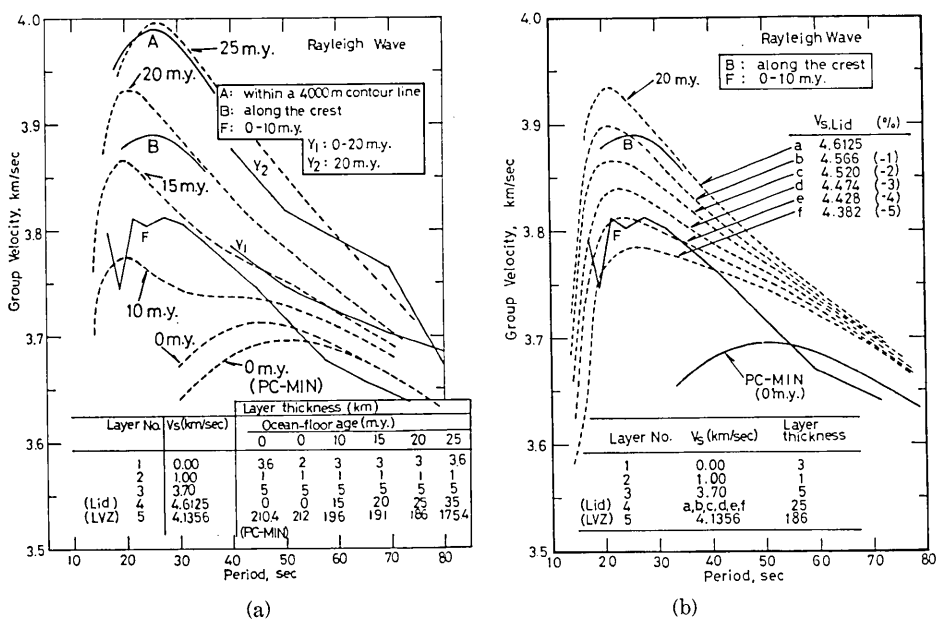 (a)
Rayleigh Wave
Group Velocity, km/sec
4.0
3.9
3.8
3.7
3.6
3.5
A
25 m.y.
20 m.y.
A: within a 4000 m contour line
B: along the crest
F: 0-10 m.y.
Y1: 0-20 m.y.
Y2: 20 m.y.
B
Y2
15 m.y.
F
Y1
10 m.y.
0 m.y.
0 m.y.
(PC-MIN)
Layer thickness (km)
Layer No. Vs (km/sec) Ocean-floor age (m.y.)
0 0 10 15 20 25
1 0.00 3.6 2 3 3 3 3.6
2 1.00 1 1 1 1 1 1
3 3.70 5 5 5 5 5 5
(Lid) 4 4.6125 0 0 15 20 25 35
(LVZ) 5 4.1356 210.4 212 196 191 186 175.4
(PC-MIN)
10 20 30 40 50 60 70 80
Period, sec
(a)
(b)
Rayleigh Wave
B: along the crest
F: 0-10 m.y.
Group Velocity, km/sec
4.0
3.9
3.8
3.7
3.6
3.5
20 m.y.
B
F
Vs,Lid (%)
a 4.6125
b 4.566 (-1)
c 4.520 (-2)
d 4.474 (-3)
e 4.428 (-4)
f 4.382 (-5)
PC-MIN
(0 m.y.)
Layer No. Vs (km/sec) Layer thickness
1 0.00 3
2 1.00 1
3 3.70 5
(Lid) 4 a,b,c,d,e,f 25
(LVZ) 5 4.1356 186
10 20 30 40 50 60 70 80
Period, sec
(b)